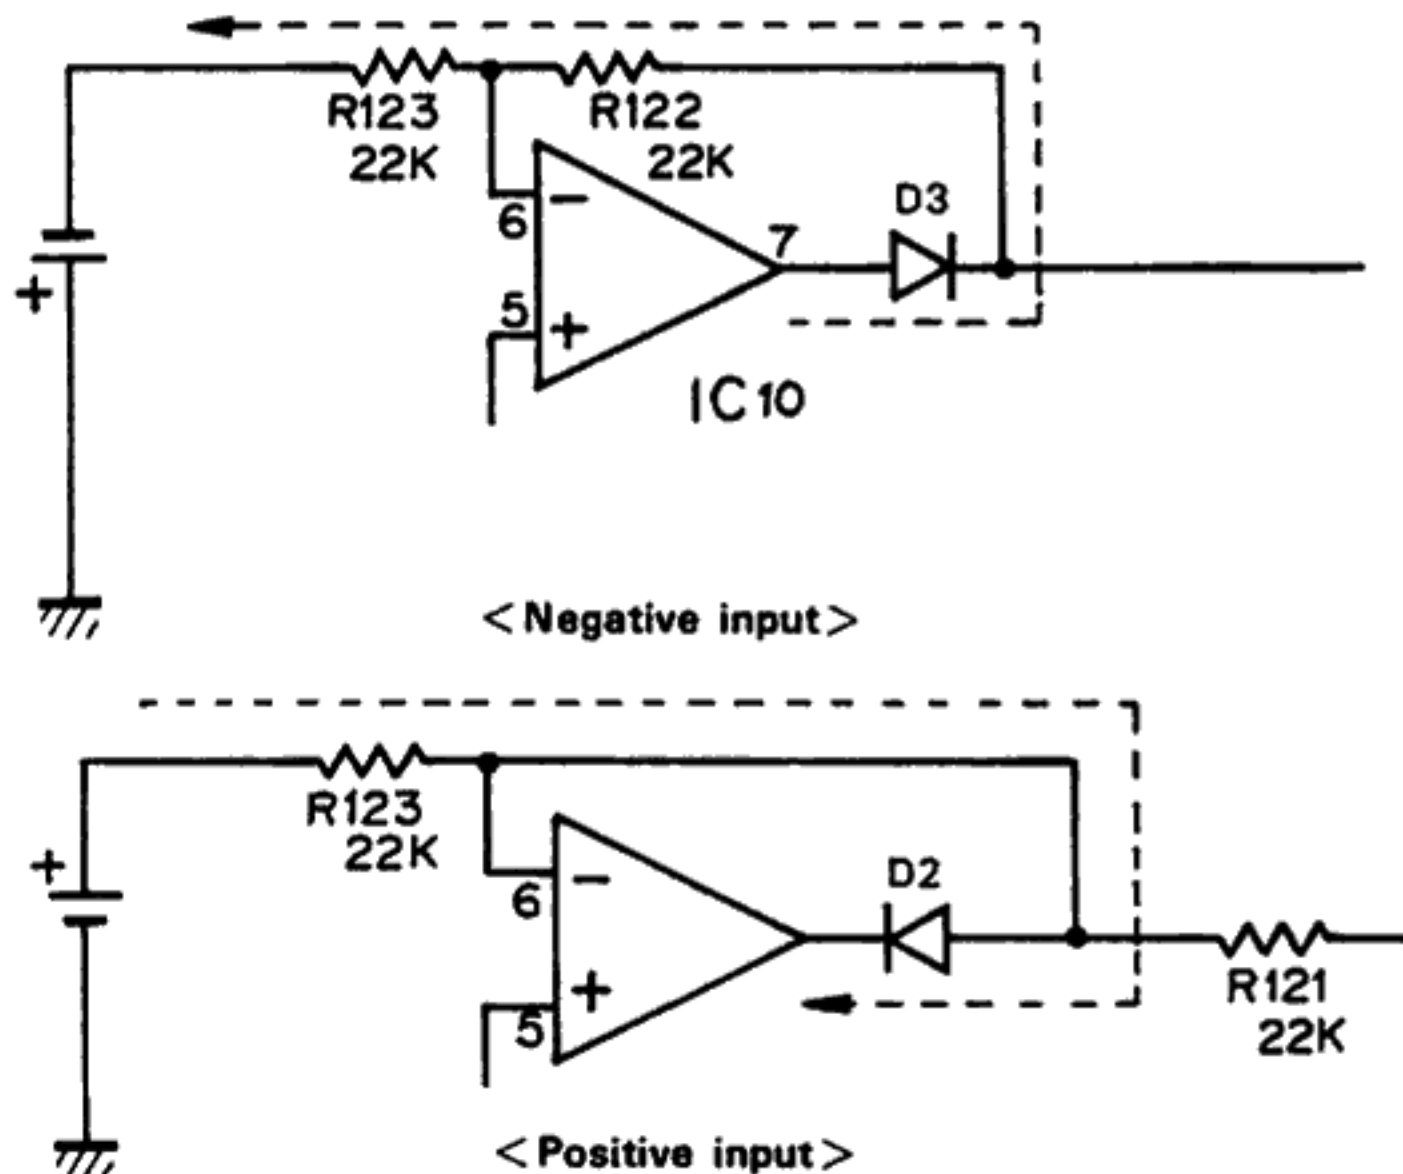 R123
22K
R122
22K
D3
6
−
7
5
+
+
IC10
<Negative input>
R123
22K
+
D2
6
−
+
5
R121
22K
<Positive input>